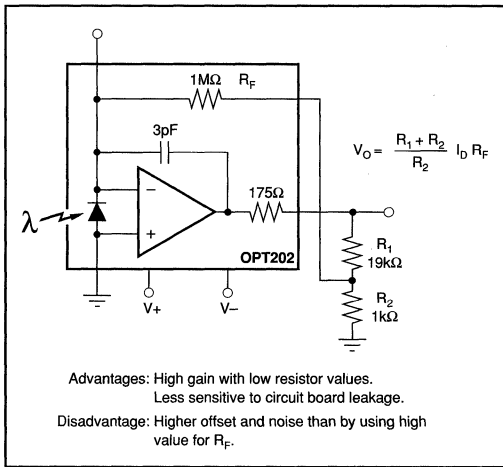 1MΩ R_F
3pF
V_O = (R_1 + R_2) / R_2 I_D R_F
175Ω
λ
−
+
OPT202
R_1
19kΩ
R_2
1kΩ
V+
V−
Advantages: High gain with low resistor values.
Less sensitive to circuit board leakage.
Disadvantage: Higher offset and noise than by using high
value for R_F.